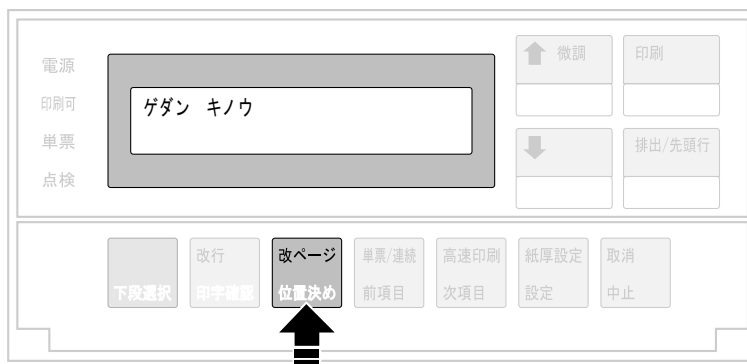 電源
印刷可
単票
点検
ゲダン キノウ
微調
印刷
排出/先頭行
下段選択
改行
印字確認
改ページ
位置決め
単票/連続
前項目
高速印刷
次項目
紙厚設定
設定
取消
中止